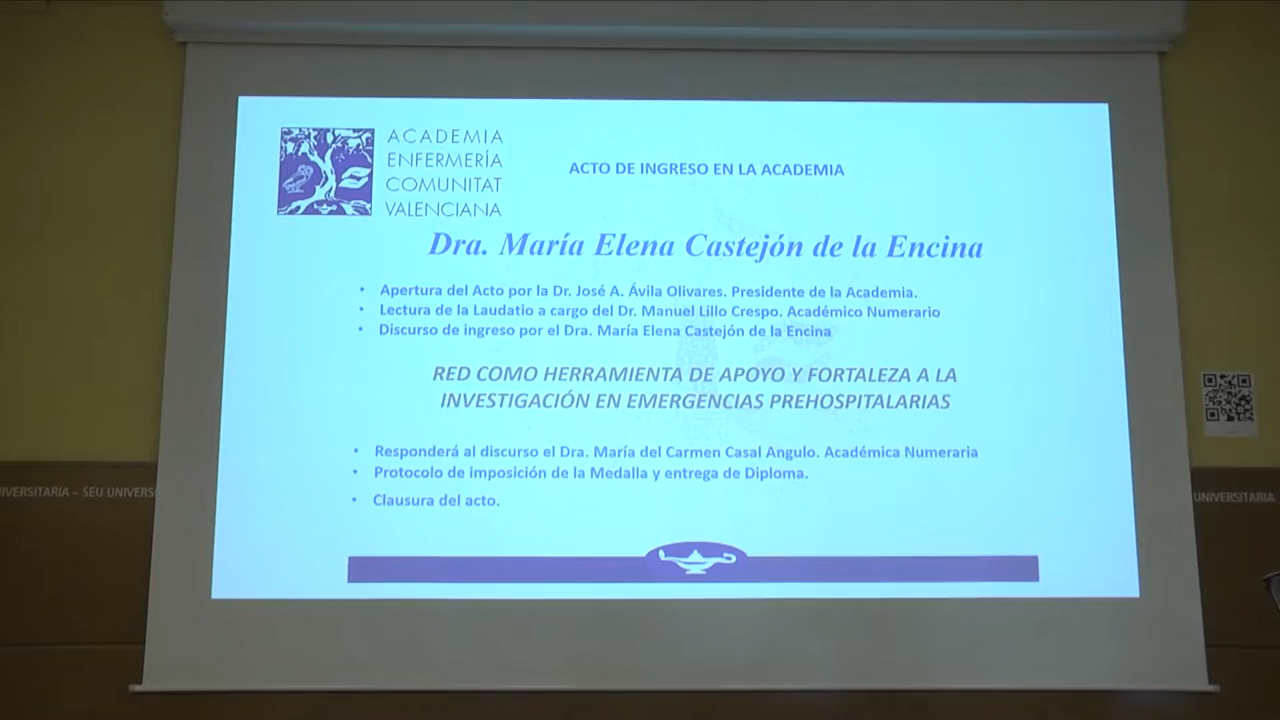 ACADEMIA
ENFERMERÍA
COMUNITAT
VALENCIANA
ACTO DE INGRESO EN LA ACADEMIA
Dra. María Elena Castejón de la Encina
• Apertura del Acto por la Dr. José A. Ávila Olivares. Presidente de la Academia.
• Lectura de la Laudatio a cargo del Dr. Manuel Lillo Crespo. Académico Numerario
• Discurso de ingreso por el Dra. María Elena Castejón de la Encina
RED COMO HERRAMIENTA DE APOYO Y FORTALEZA A LA
INVESTIGACIÓN EN EMERGENCIAS PREHOSPITALARIAS
• Responderá al discurso el Dra. María del Carmen Casal Angulo. Académica Numeraria
• Protocolo de imposición de la Medalla y entrega de Diploma.
• Clausura del acto.
IVERSITARIA – SEU UNIVERS
UNIVERSITARIA